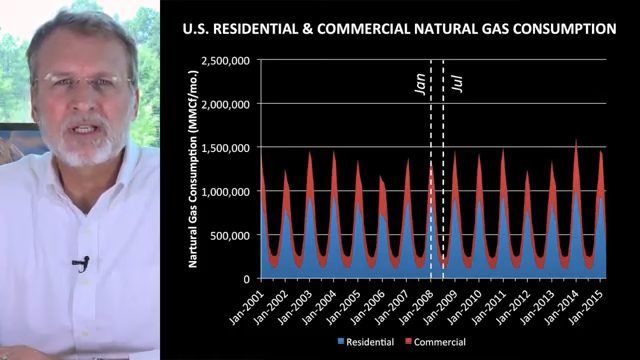 U.S. RESIDENTIAL & COMMERCIAL NATURAL GAS CONSUMPTION
Nartural Gas Consumption (MMCf/mo.)
2,500,000
2,000,000
1,500,000
1,000,000
500,000
0
Jan
Jul
Jan-2001
Jan-2002
Jan-2003
Jan-2004
Jan-2005
Jan-2006
Jan-2007
Jan-2008
Jan-2009
Jan-2010
Jan-2011
Jan-2012
Jan-2013
Jan-2014
Jan-2015
Residential
Commercial